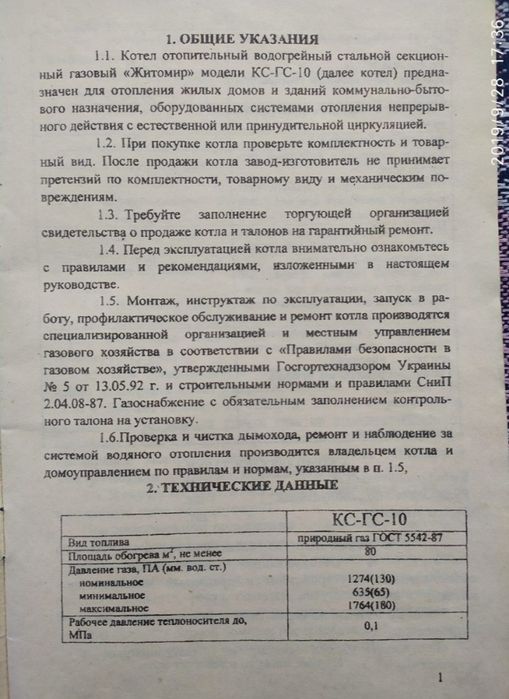 1. ОБЩИЕ УКАЗАНИЯ
1.1. Котел отопительный водогрейный стальной секцион-
ный газовый «Житомир» модели КС-ГС-10 (далее котел) предна-
значен для отопления жилых домов и зданий коммунально-быто-
вого назначения, оборудованных системами отопления непрерыв-
ного действия с естественной или принудительной циркуляцией.
1.2. При покупке котла проверьте комплектность и товар-
ный вид. После продажи котла завод-изготовитель не принимает
претензий по комплектности, товарному виду и механическим по-
вреждениям.
1.3. Требуйте заполнение торгующей организацией
свидетельства о продаже котла и талонов на гарантийный ремонт.
1.4. Перед эксплуатацией котла внимательно ознакомьтесь
с правилами и рекомендациями, изложенными в настоящем
руководстве.
1.5. Монтаж, инструктаж по эксплуатации, запуск в ра-
боту, профилактическое обслуживание и ремонт котла производятся
специализированной организацией и местным управлением
газового хозяйства в соответствии с «Правилами безопасности в
газовом хозяйстве», утвержденными Госгортехнадзором Украины
№ 5 от 13.05.92 г. и строительными нормами и правилами СниП
2.04.08-87. Газоснабжение с обязательным заполнением контроль-
ного талона на установку.
1.6.Проверка и чистка дымохода, ремонт и наблюдение за
системой водяного отопления производится владельцем котла и
домоуправлением по правилам и нормам, указанным в п. 1.5,
2. ТЕХНИЧЕСКИЕ ДАННЫЕ
КС-ГС-10
Вид топлива природный газ ГОСТ 5542-87
Площадь обогрева м², не менее 80
Давление газа, ПА (мм. вод. ст.)
номинальное 1274(130)
минимальное 635(65)
максимальное 1764(180)
Рабочее давление теплоносителя до, 0,1
МПа
1
2019/9/28 17:36